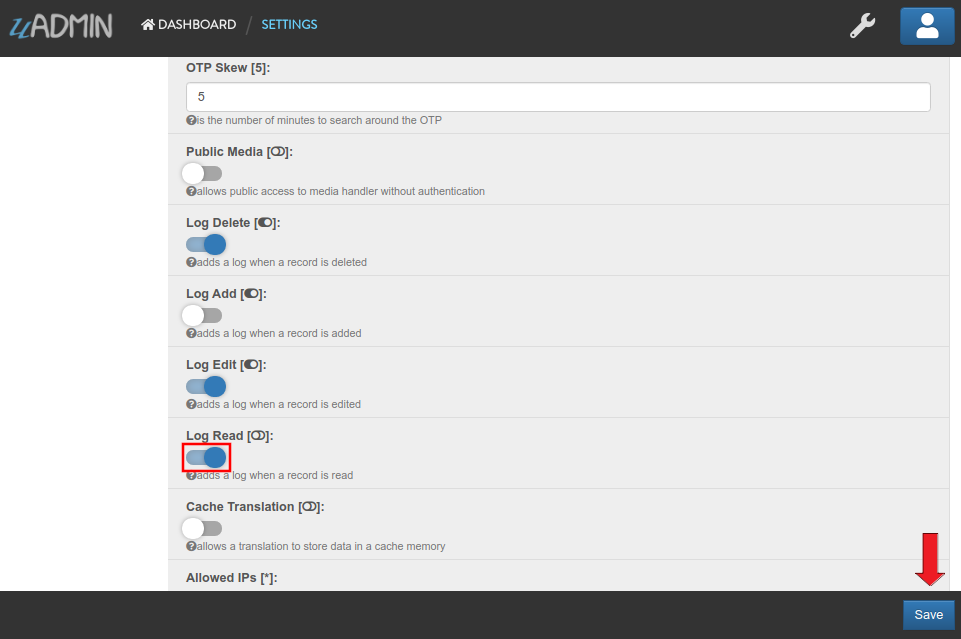 uADMIN
DASHBOARD / SETTINGS
OTP Skew [5]:
5
is the number of minutes to search around the OTP
Public Media []:
allows public access to media handler without authentication
Log Delete []:
adds a log when a record is deleted
Log Add []:
adds a log when a record is added
Log Edit []:
adds a log when a record is edited
Log Read []:
adds a log when a record is read
Cache Translation []:
allows a translation to store data in a cache memory
Allowed IPs [*]:
Save